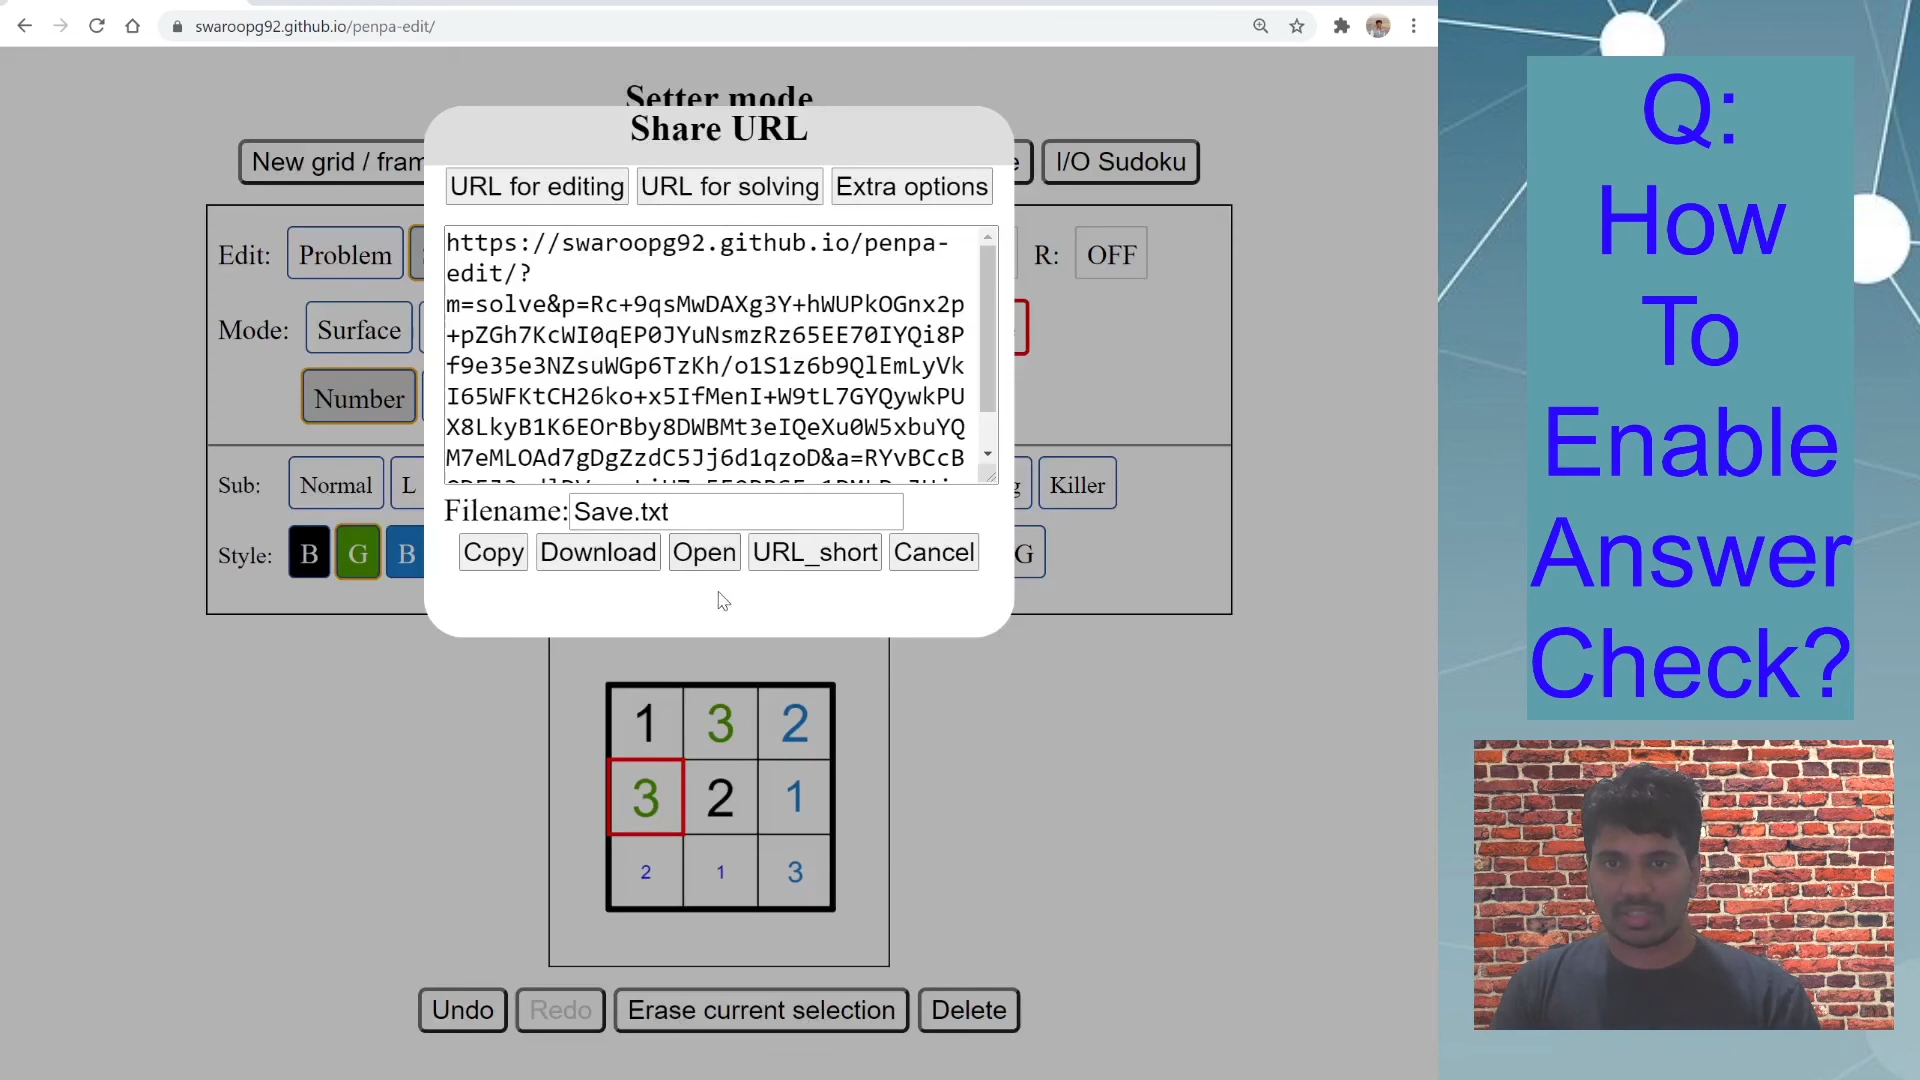 swaroopg92.github.io/penpa-edit/
Setter mode
Share URL
New grid / fram
I/O Sudoku
URL for editing
URL for solving
Extra options
https://swaroopg92.github.io/penpa-
edit/?
m=solve&p=Rc+9qsMwDAXg3Y+hWUPkOGnx2p
+pZGh7KcWI0qEP0JYuNsmzRz65EE70IYQi8P
f9e35e3NZsuWGp6TzKh/o1S1z6b9QlEmLyVk
I65WFKtCH26ko+x5IfMenI+W9tL7GYQywkPU
X8LkyB1K6EOrBby8DWBMt3eIQeXu0W5xbuYQ
M7eMLOAd7gDgZzdC5Jj6d1qzoD&a=RYvBCcB
Edit:
Problem
R:
OFF
Mode:
Surface
Number
Filename:
Save.txt
Copy
Download
Open
URL_short
Cancel
Sub:
Normal
L
g
Killer
Style:
B
G
B
G
1 3 2
3 2 1
2 1 3
Undo
Redo
Erase current selection
Delete
Q:
How
To
Enable
Answer
Check?